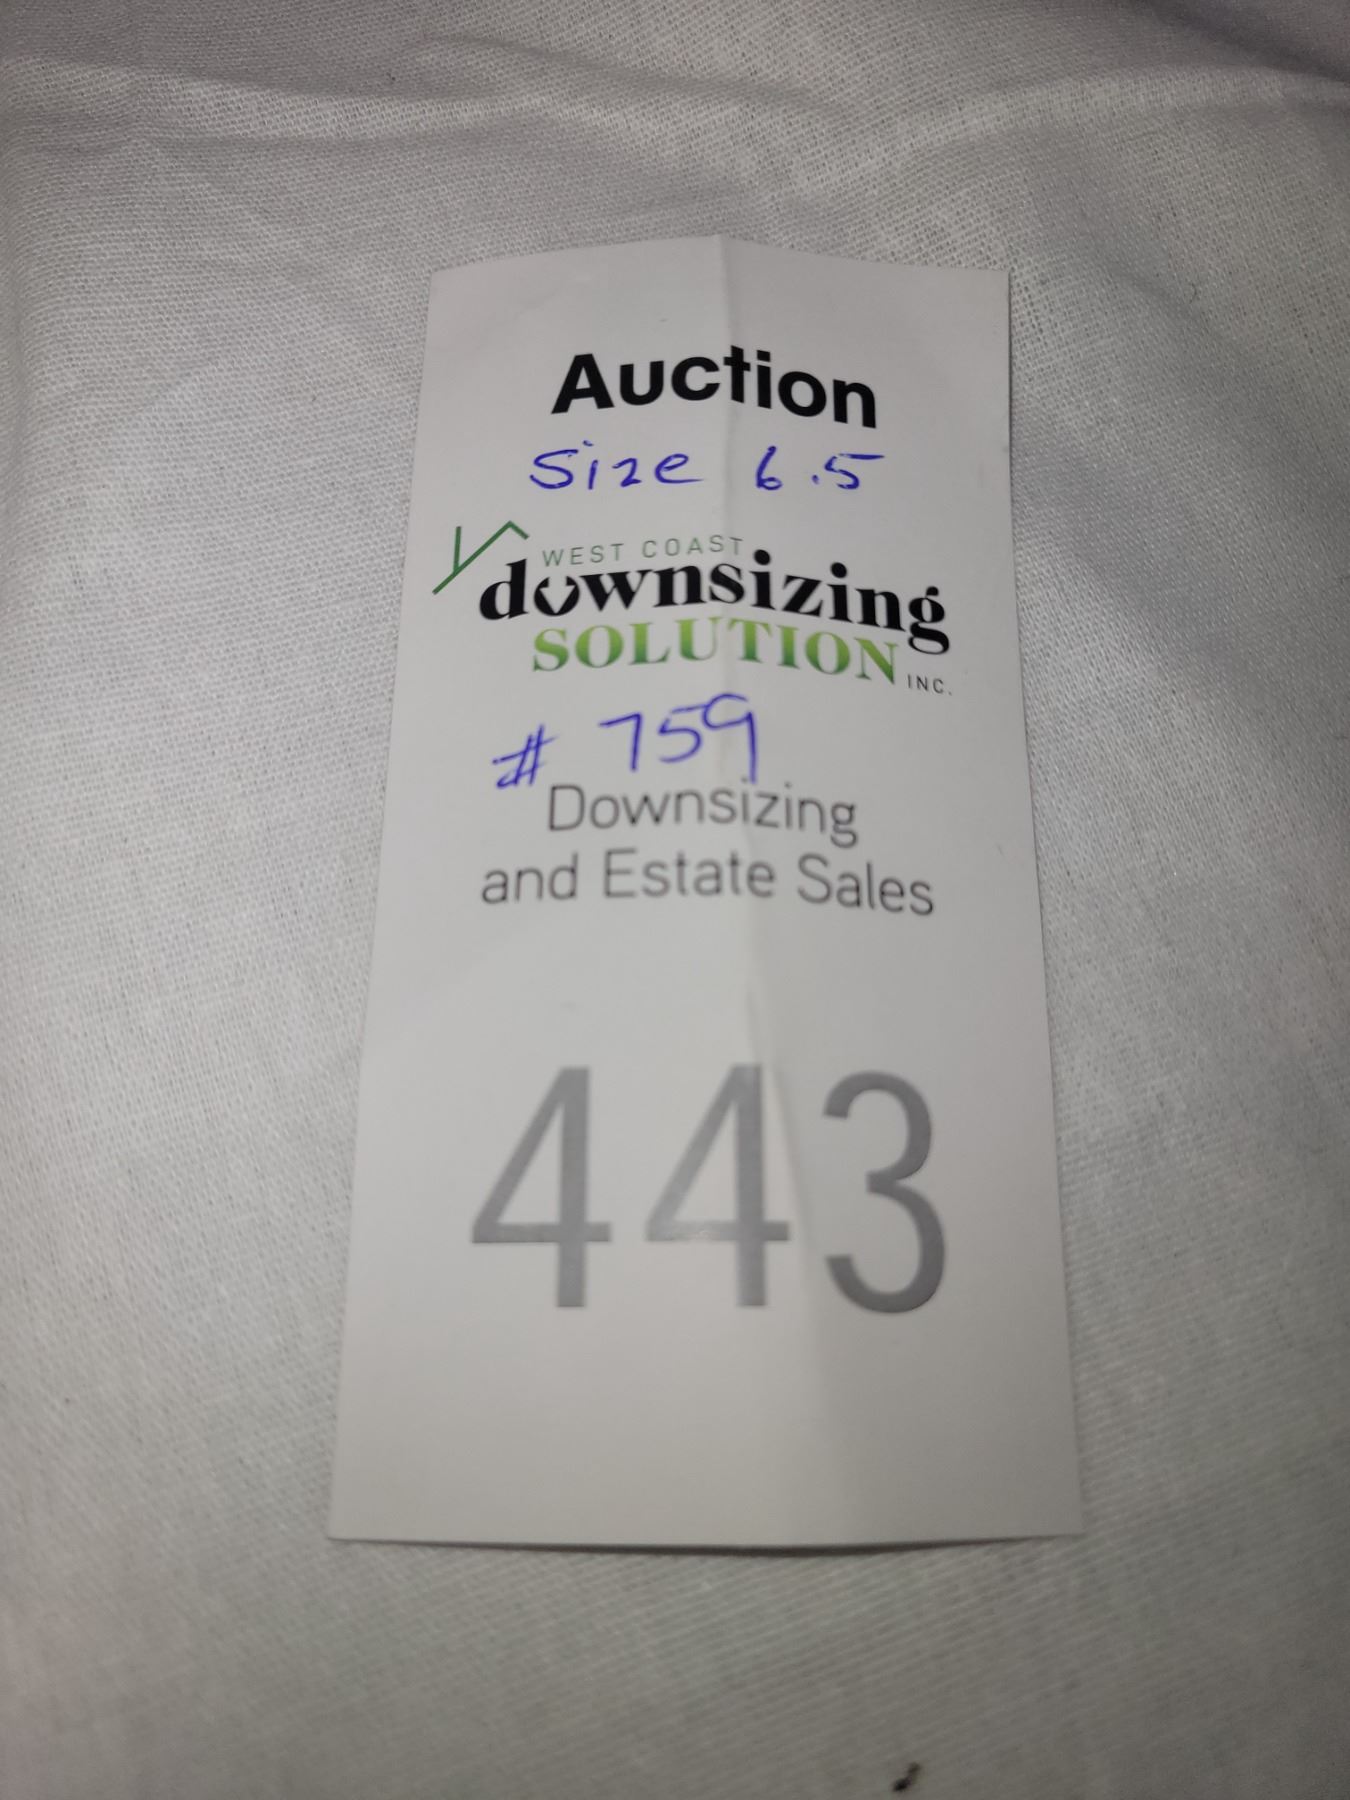 Auction
Size 6.5
WEST COAST
downsizing
SOLUTION INC.
# 759
Downsizing
and Estate Sales
443